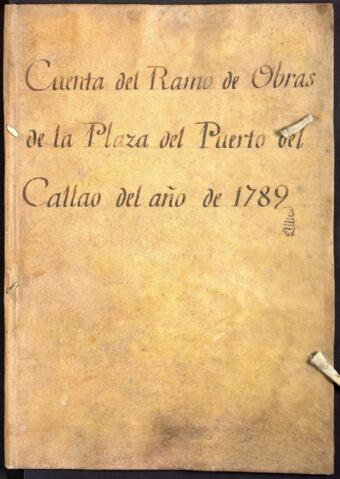 Cuenta del Ramo de Obras
de la Plaza del Puerto del
Callao del año de 1789